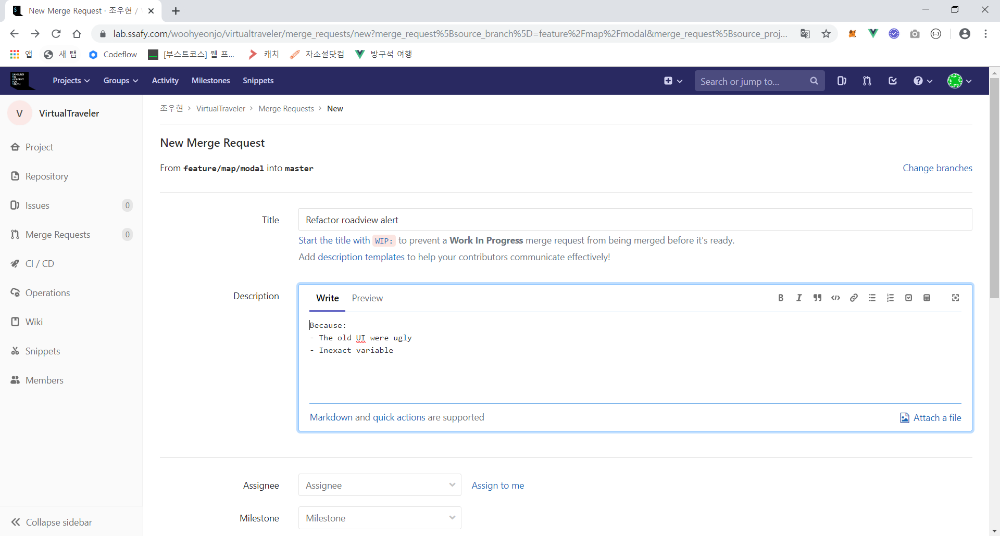 New Merge Request · 조우현 /
lab.ssafy.com/woohyeonjo/virtualtraveler/merge_requests/new?merge_request%5Bsource_branch%5D=feature%2Fmap%2Fmodal&merge_request%5Bsource_proj...
앱 새 탭 Codeflow [부스트코스] 웹 프... 캐치 자소설닷컴 방구석 여행
SAMSUNG
SW
ACADEMY
FOR
YOUTH
Projects Groups Activity Milestones Snippets Search or jump to...
V VirtualTraveler
Project
Repository
Issues 0
Merge Requests 0
CI / CD
Operations
Wiki
Snippets
Members
Collapse sidebar
조우현 > VirtualTraveler > Merge Requests > New
New Merge Request
From feature/map/modal into master Change branches
Title Refactor roadview alert
Start the title with WIP: to prevent a Work In Progress merge request from being merged before it's ready.
Add description templates to help your contributors communicate effectively!
Description Write Preview
Because:
- The old UI were ugly
- Inexact variable
Markdown and quick actions are supported Attach a file
Assignee Assignee Assign to me
Milestone Milestone